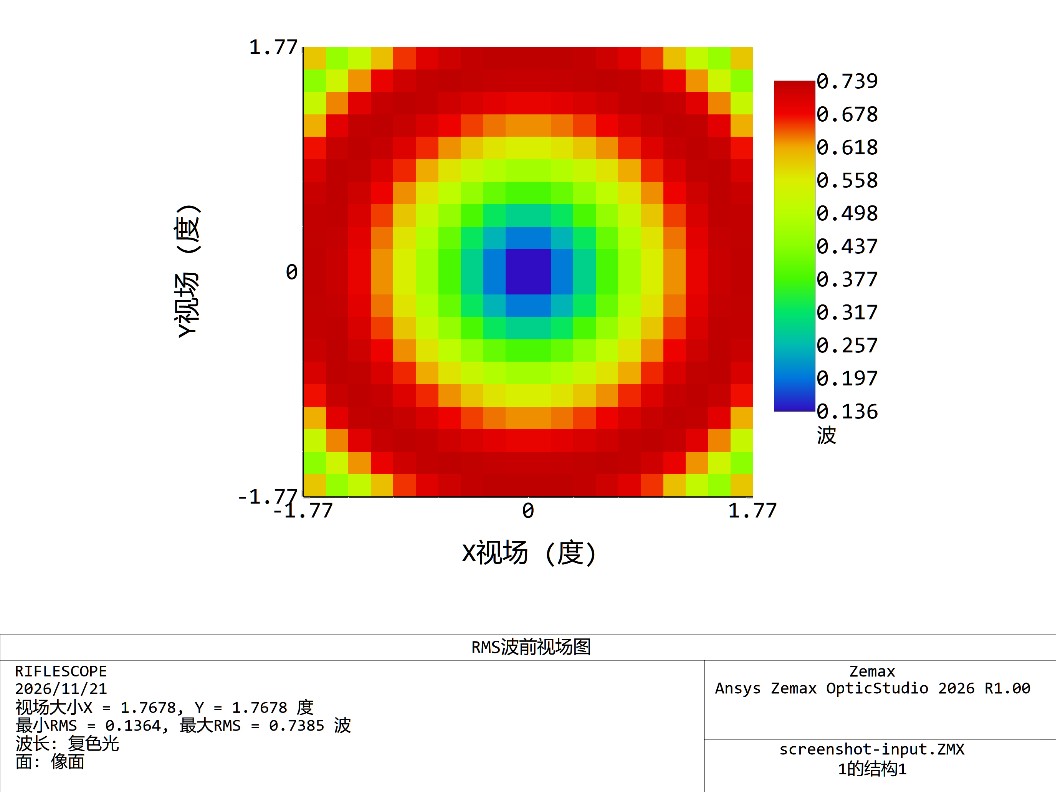 1.77
0
-1.77
Y视场 (度)
-1.77
0
1.77
X视场 (度)
0.739
0.678
0.618
0.558
0.498
0.437
0.377
0.317
0.257
0.197
0.136
波
RMS波前视场图
RIFLESCOPE
2026/11/21
视场大小X = 1.7678, Y = 1.7678 度
最小RMS = 0.1364, 最大RMS = 0.7385 波
波长: 复色光
面: 像面
Zemax
Ansys Zemax OpticStudio 2026 R1.00
screenshot-input.ZMX
1的结构1